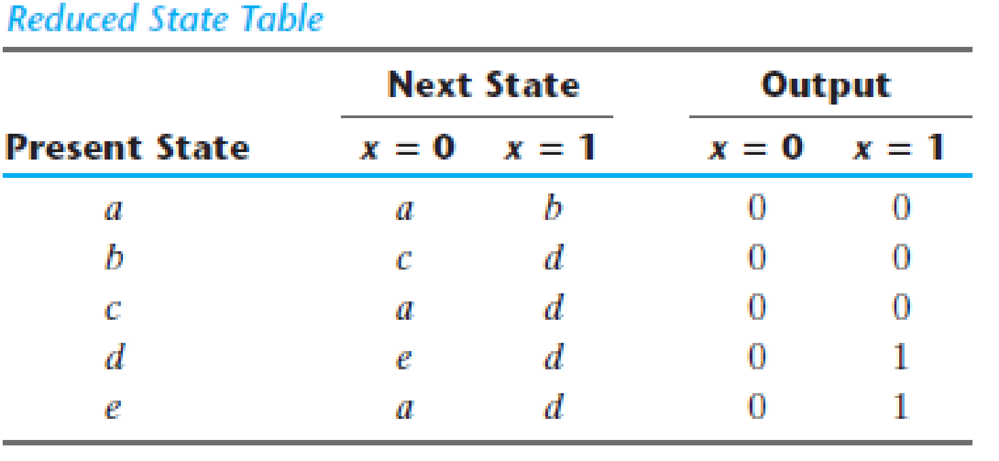 Reduced State Table
Next State Output
Present State x = 0 x = 1 x = 0 x = 1
a a b 0 0
b c d 0 0
c a d 0 0
d e d 0 1
e a d 0 1